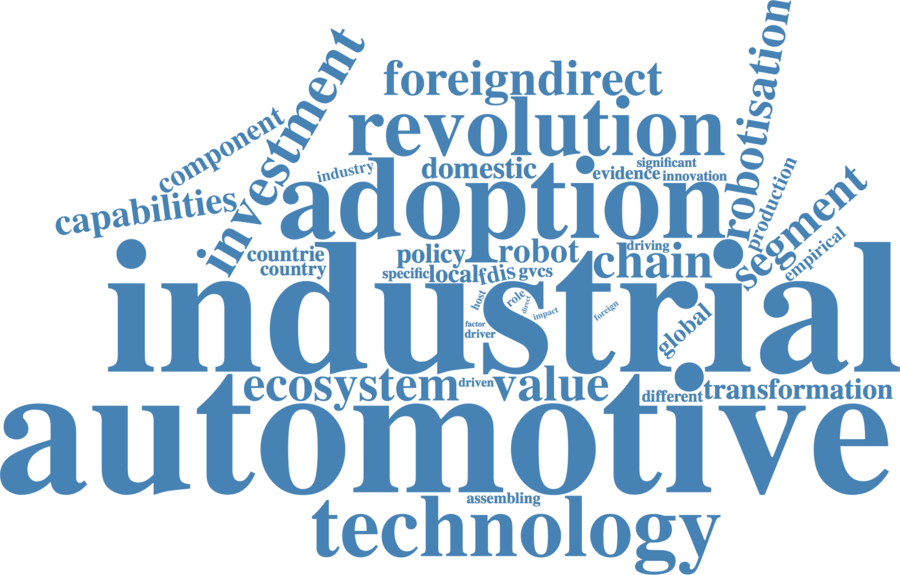 foreigndirect
revolution
investment
robotisation
component
capabilities
industry
domestic
significant
evidence
innovation
adoption
production
segment
empirical
countrie
country
policy
robot
driving
chain
specific
local
fdis
gvcs
industrial
host
role
direct
impact
foreign
factor
driver
global
ecosystem
driven
value
different
transformation
automotive
assembling
technology